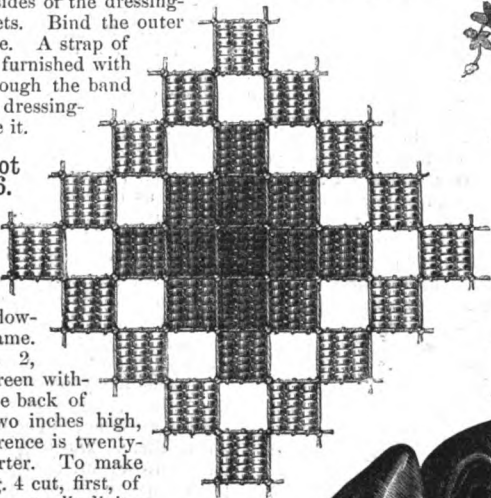 sides of the dressing-
ets. Bind the outer
e. A strap of
furnished with
ough the band
dressing-
e it.
ot
6.
low-
ame.
2,
reen with-
e back of
wo inches high,
rence is twenty-
rter. To make
g. 4 cut, first, of